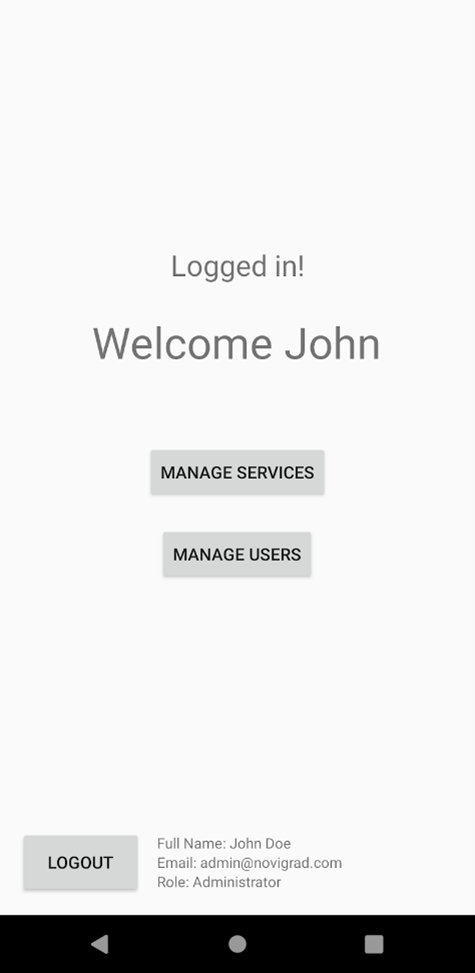 Logged in!
Welcome John
MANAGE SERVICES
MANAGE USERS
LOGOUT
Full Name: John Doe
Email: admin@novigrad.com
Role: Administrator